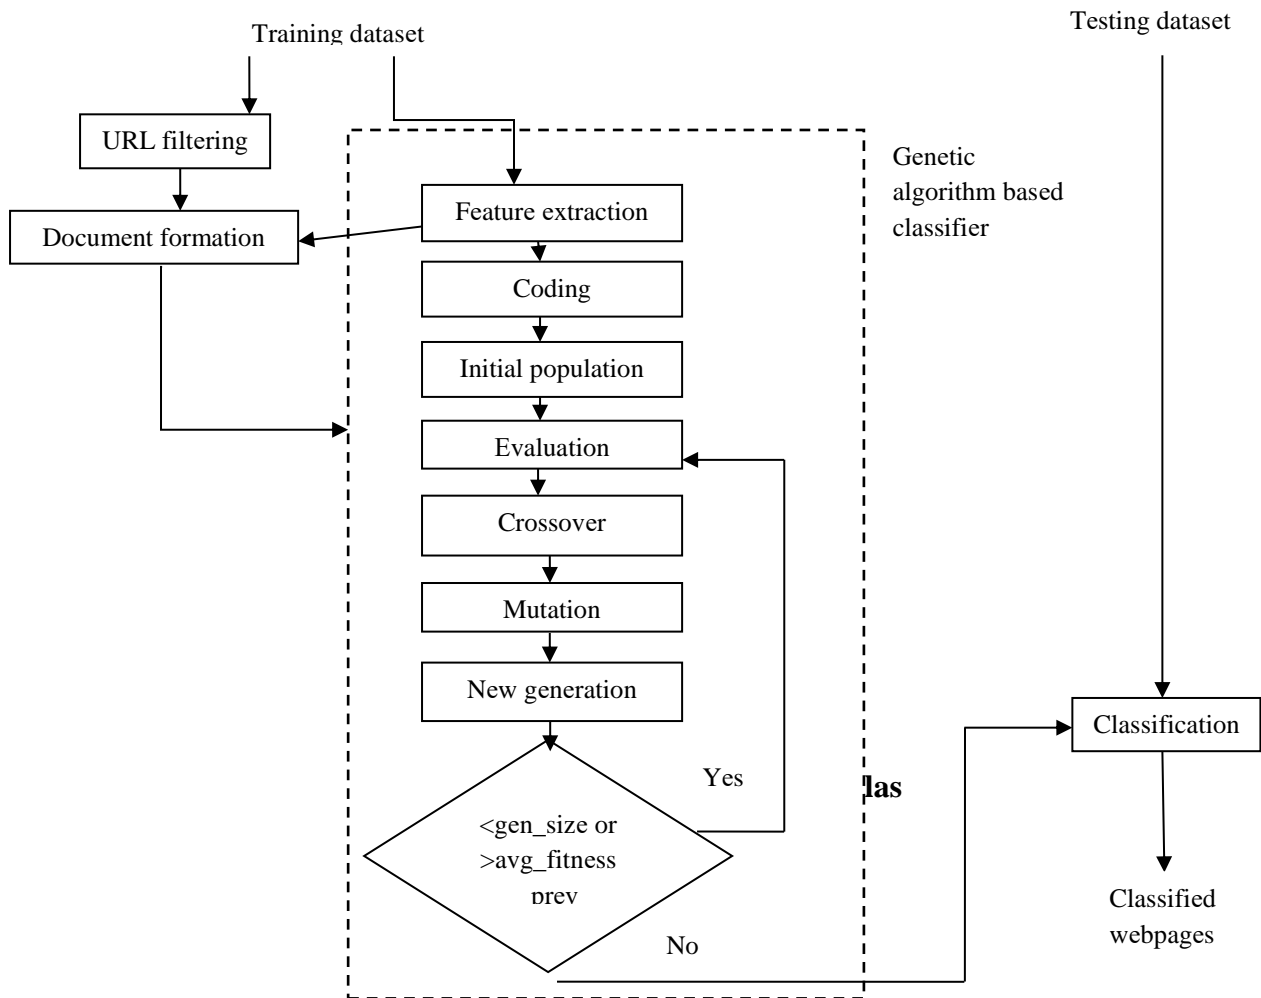 Training dataset
Testing dataset
URL filtering
Genetic
algorithm based
classifier
Feature extraction
Document formation
Coding
Initial population
Evaluation
Crossover
Mutation
New generation
Classification
Yes
las
<gen_size or
>avg_fitness
prev
No
Classified
webpages